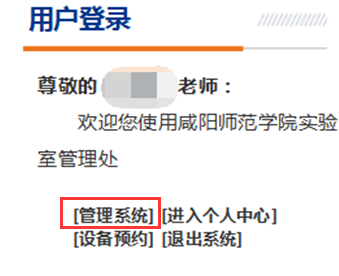 用户登录
尊敬的 老师：
欢迎您使用咸阳师范学院实验
室管理处
[管理系统] [进入个人中心]
[设备预约] [退出系统]